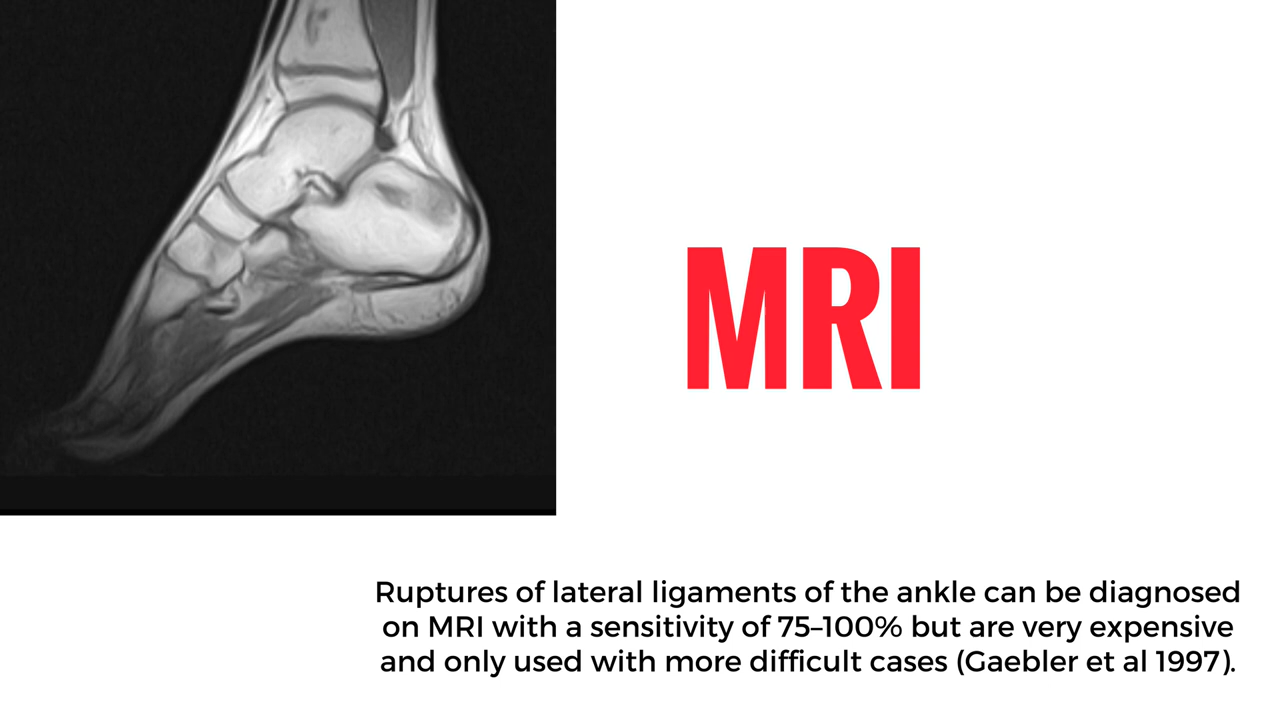 MRI
Ruptures of lateral ligaments of the ankle can be diagnosed
on MRI with a sensitivity of 75–100% but are very expensive
and only used with more difficult cases (Gaebler et al 1997).